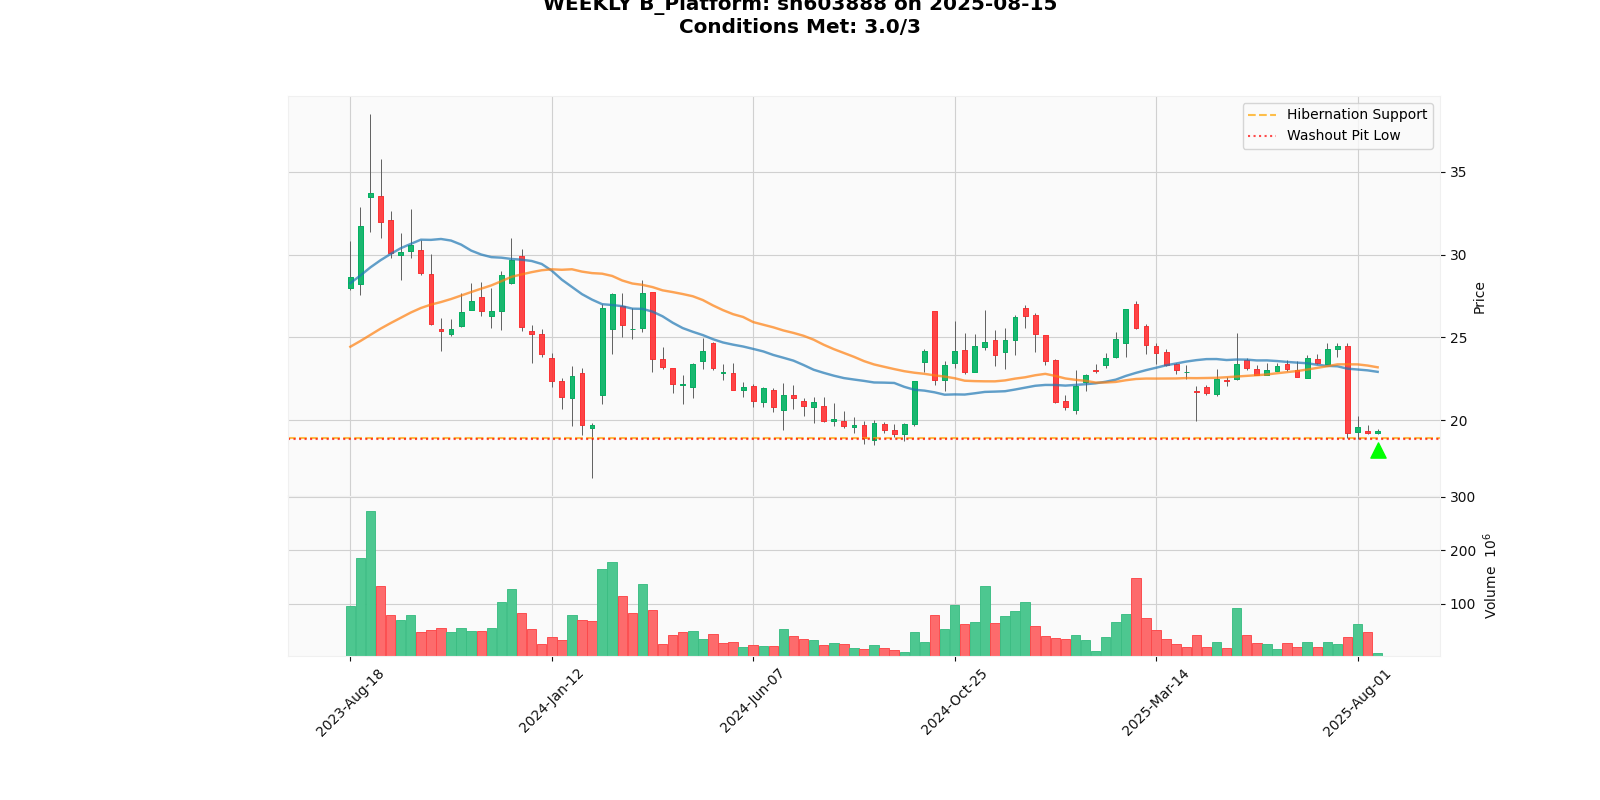 WEEKLY B_Platform: sh603888 on 2025-08-15
Conditions Met: 3.0/3
Hibernation Support
Washout Pit Low
35
30
25
20
Price
300
200
100
Volume 10⁶
2023-Aug-18
2024-Jan-12
2024-Jun-07
2024-Oct-25
2025-Mar-14
2025-Aug-01